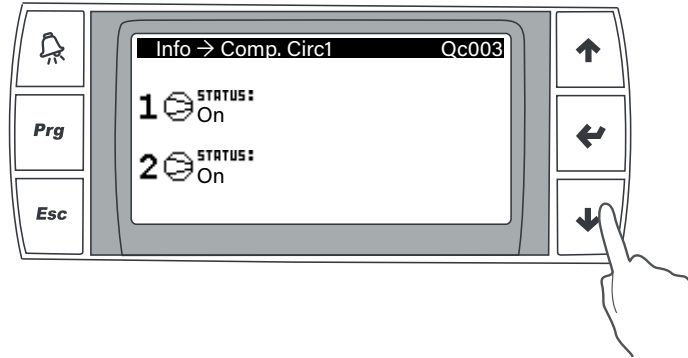 Info → Comp. Circ1 Qc003
1 STATUS:
On
2 STATUS:
On
Prg
Esc